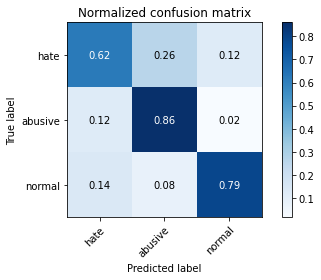 Normalized confusion matrix
True label
hate
0.62 0.26 0.12
abusive
0.12 0.86 0.02
normal
0.14 0.08 0.79
hate abusive normal
Predicted label
0.8
0.7
0.6
0.5
0.4
0.3
0.2
0.1